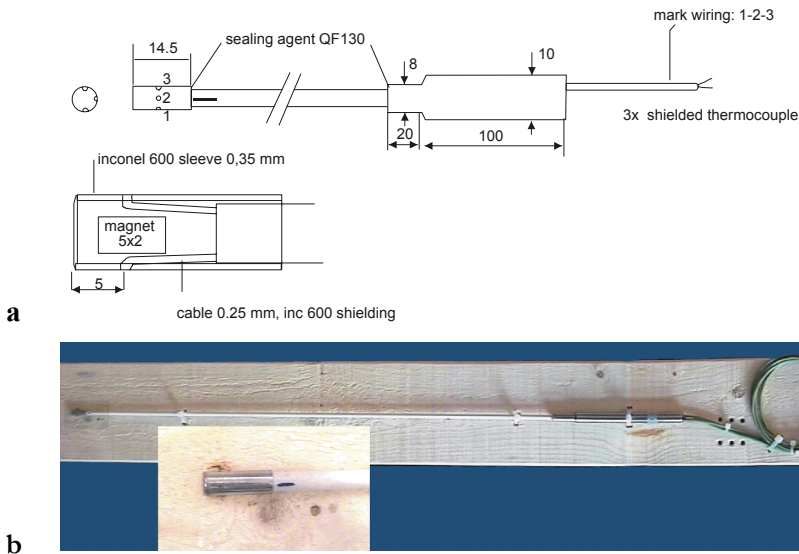 mark wiring: 1-2-3
sealing agent QF130
14.5
8
10
3
2
1
3x shielded thermocouple
20
100
inconel 600 sleeve 0,35 mm
magnet
5x2
5
cable 0.25 mm, inc 600 shielding
a
b